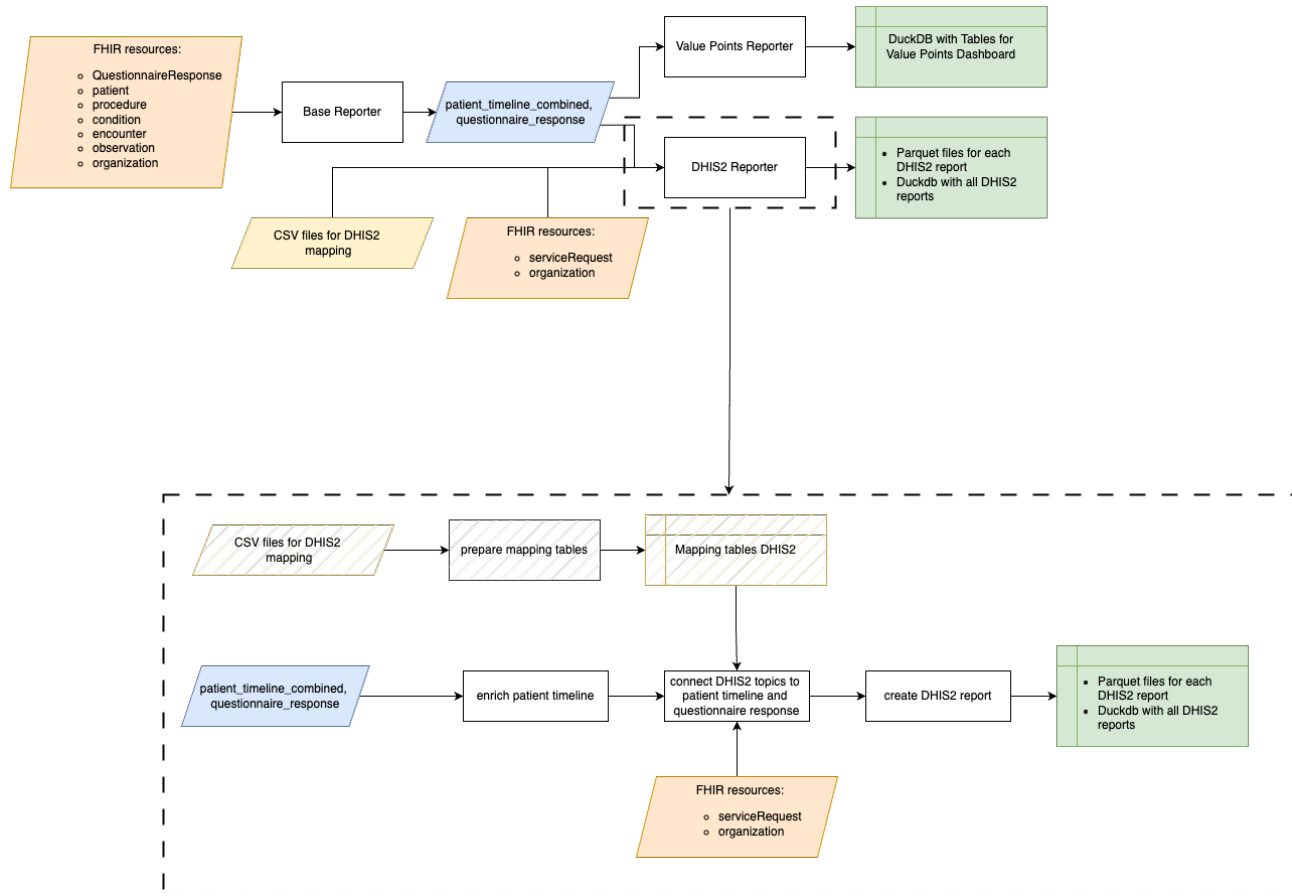 FHIR resources:
QuestionnaireResponse
patient
procedure
condition
encounter
observation
organization
Base Reporter
patient_timeline_combined,
questionnaire_response
Value Points Reporter
DuckDB with Tables for
Value Points Dashboard
DHIS2 Reporter
Parquet files for each
DHIS2 report
Duckdb with all DHIS2
reports
CSV files for DHIS2
mapping
FHIR resources:
serviceRequest
organization
CSV files for DHIS2
mapping
prepare mapping tables
Mapping tables DHIS2
patient_timeline_combined,
questionnaire_response
enrich patient timeline
connect DHIS2 topics to
patient timeline and
questionnaire response
create DHIS2 report
Parquet files for each
DHIS2 report
Duckdb with all DHIS2
reports
FHIR resources:
serviceRequest
organization